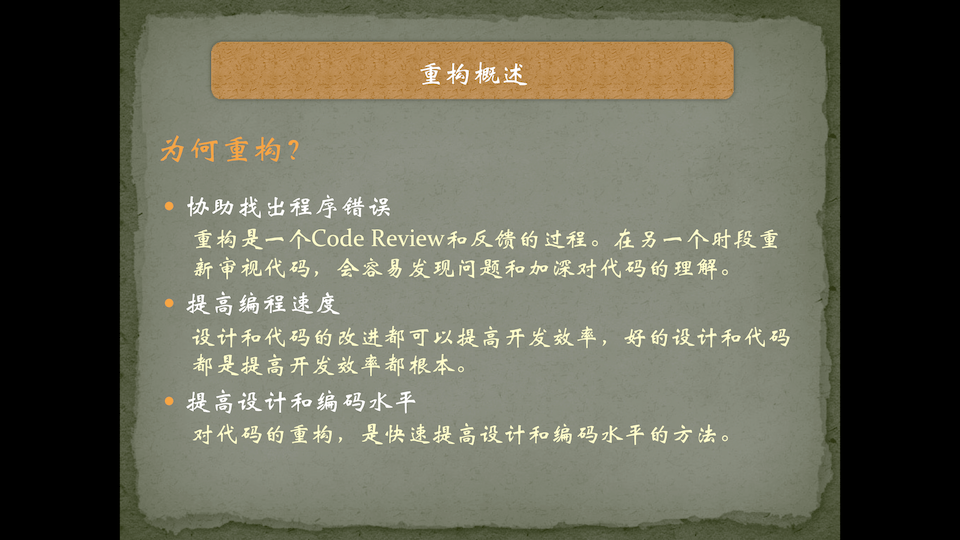 重构概述
为何重构？
• 协助找出程序错误
重构是一个Code Review和反馈的过程。在另一个时段重
新审视代码，会容易发现问题和加深对代码的理解。
• 提高编程速度
设计和代码的改进都可以提高开发效率，好的设计和代码
都是提高开发效率都根本。
• 提高设计和编码水平
对代码的重构，是快速提高设计和编码水平的方法。